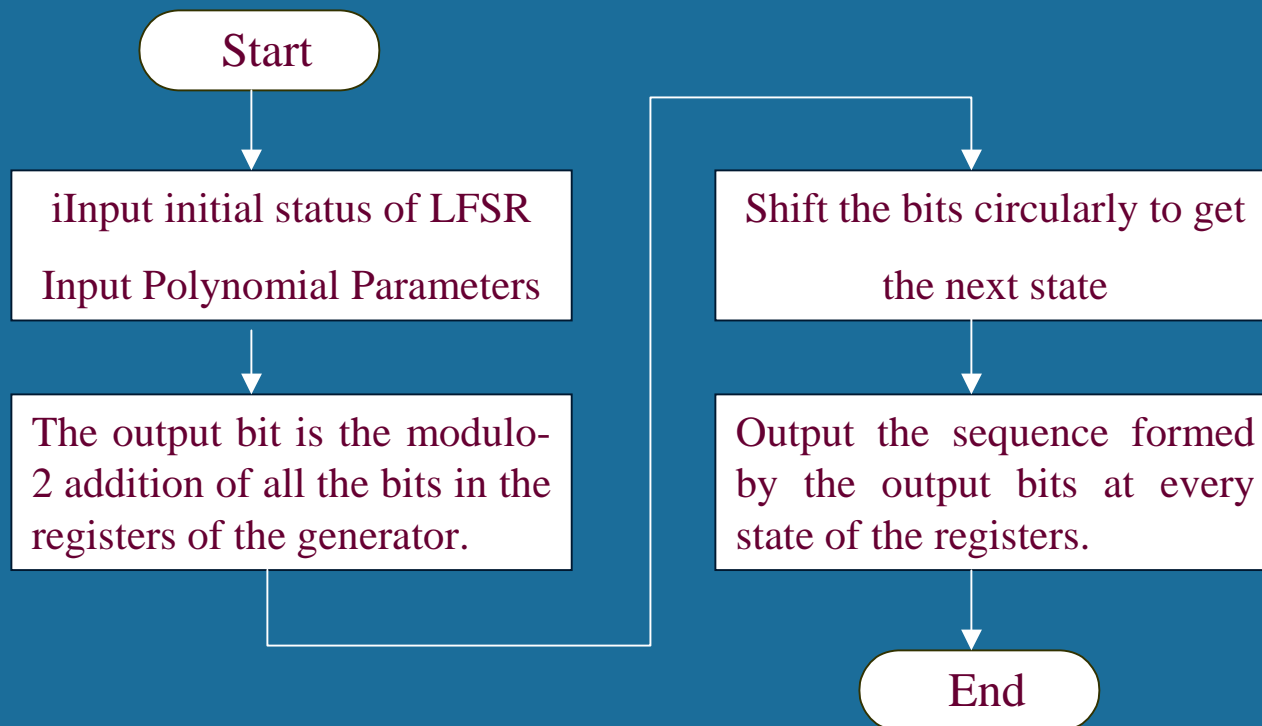 Start
iInput initial status of LFSR
Input Polynomial Parameters
The output bit is the modulo-
2 addition of all the bits in the
registers of the generator.
Shift the bits circularly to get
the next state
Output the sequence formed
by the output bits at every
state of the registers.
End